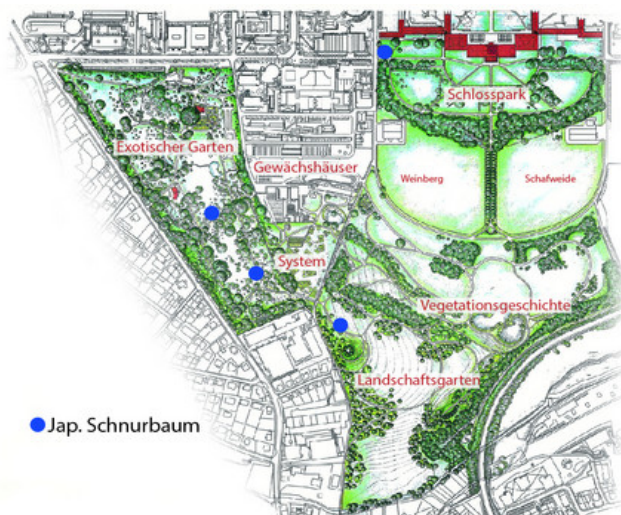 Schlosspark
Exotischer Garten
Gewächshäuser
Weinberg
Schafweide
System
Vegetationsgeschichte
Landschaftsgarten
Jap. Schnurbaum